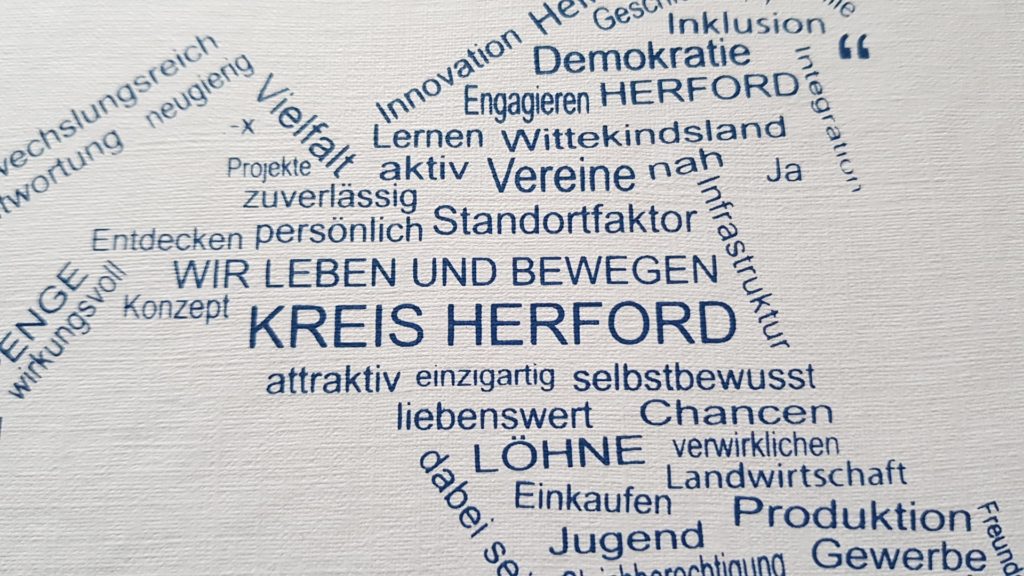 Inklusion
Innovation
Demokratie
“
neugierig
Vielfalt
Engagieren HERFORD
Integration
-x
Lernen Wittekindsland
Projekte aktiv Vereine nah Ja
zuverlässig
Entdecken persönlich Standortfaktor
Infrastruktur
WIR LEBEN UND BEWEGEN
wirkungsvoll
Konzept KREIS HERFORD
attraktiv einzigartig selbstbewusst
liebenswert Chancen
LÖHNE verwirklichen
dabei
Landwirtschaft
Einkaufen Produktion
Jugend Gewerbe